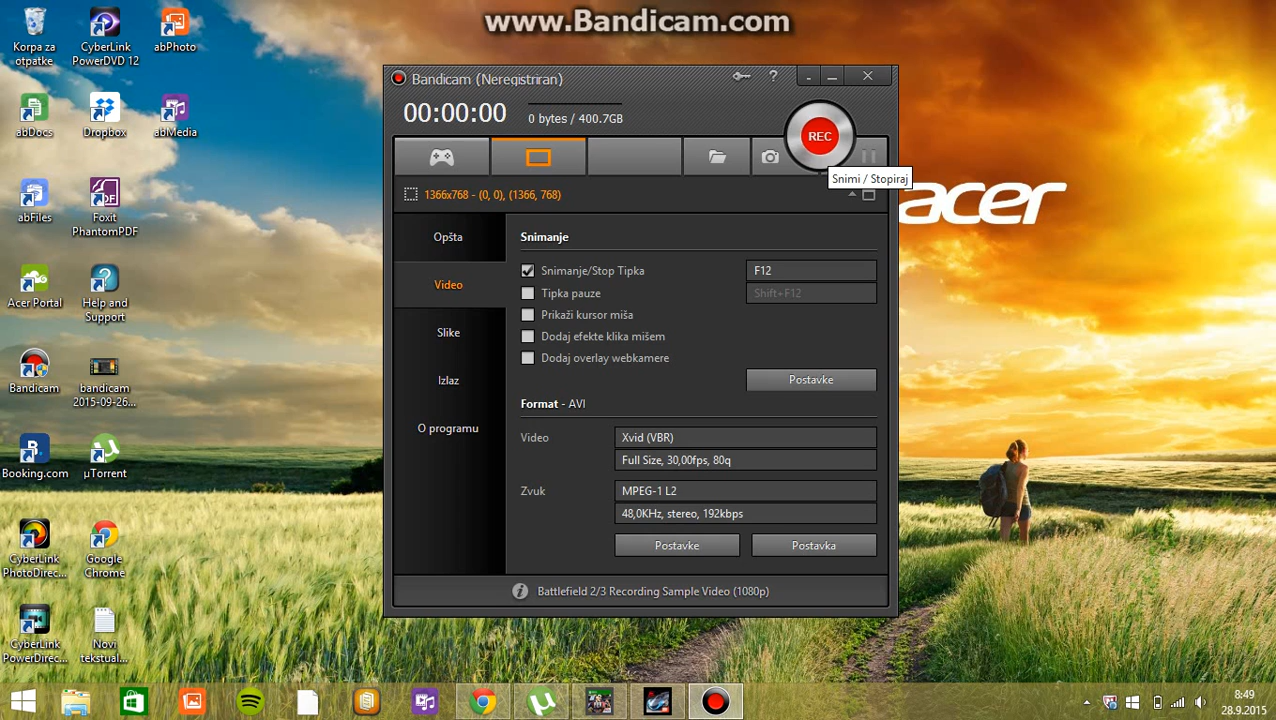 www.Bandicam.com
Korpa za
otpatke
CyberLink
PowerDVD 12
abPhoto
abDocs
Dropbox
abMedia
abFiles
Foxit
PhantomPDF
Acer Portal
Help and
Support
Bandicam
bandicam
2015-09-26...
Booking.com
µTorrent
CyberLink
PhotoDirec...
Google
Chrome
CyberLink
PowerDirec...
Novi
tekstual...
Bandicam (Neregistriran)
00:00:00
0 bytes / 400.7GB
REC
Snimi / Stopiraj
1366x768 - (0, 0), (1366, 768)
acer
Opšta
Video
Slike
Izlaz
O programu
Snimanje
Snimanje/Stop Tipka
F12
Tipka pauze
Shift+F12
Prikaži kursor miša
Dodaj efekte klika mišem
Dodaj overlay webkamere
Postavke
Format - AVI
Video
Xvid (VBR)
Full Size, 30,00fps, 80q
Zvuk
MPEG-1 L2
48,0KHz, stereo, 192kbps
Postavke
Postavka
Battlefield 2/3 Recording Sample Video (1080p)
8:49
28.9.2015